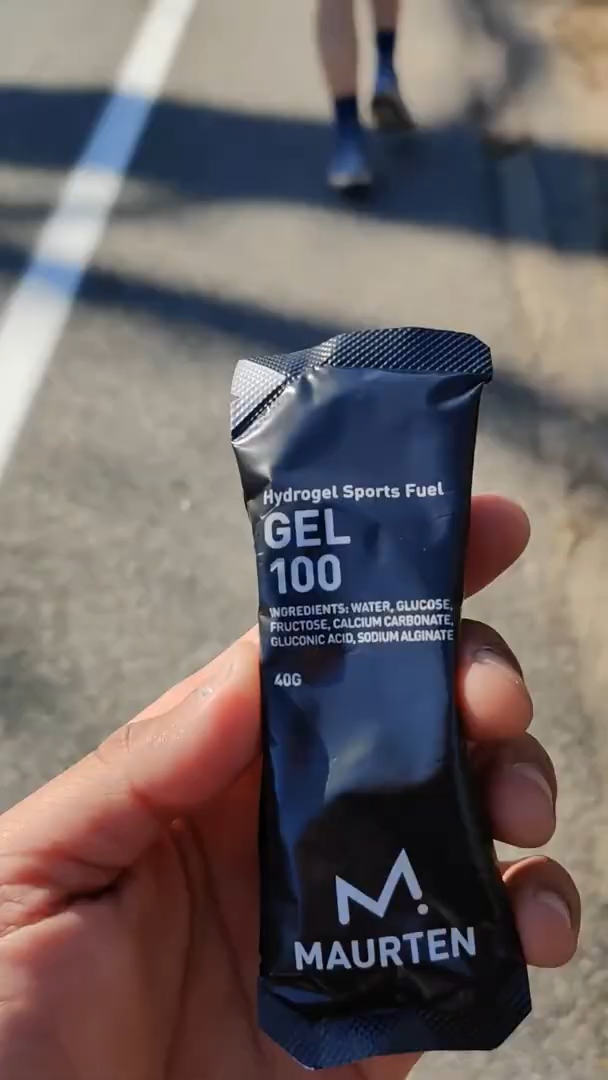 Hydrogel Sports Fuel
GEL
100
INGREDIENTS: WATER, GLUCOSE,
FRUCTOSE, CALCIUM CARBONATE,
GLUCONIC ACID, SODIUM ALGINATE
40G
MAURTEN